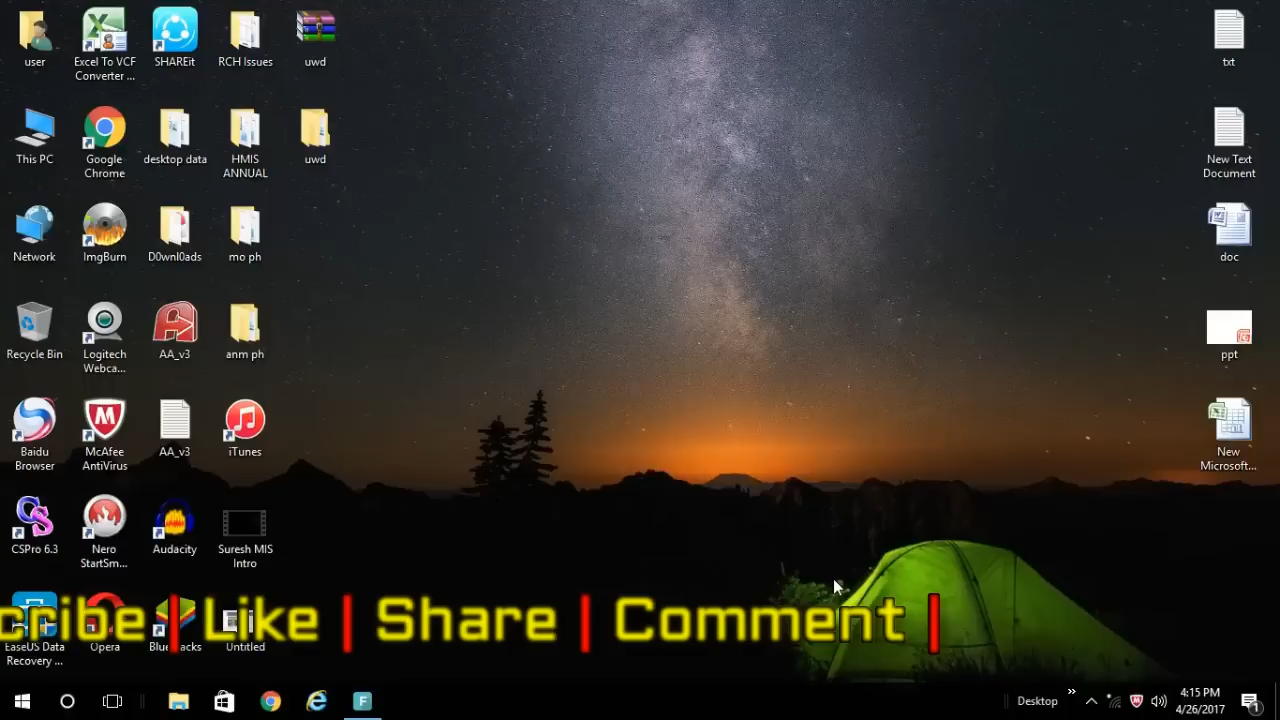 user
Excel To VCF
Converter ...
SHAREit
RCH Issues
uwd
txt
This PC
Google
Chrome
desktop data
HMIS
ANNUAL
uwd
New Text
Document
Network
ImgBurn
D0wnl0ads
mo ph
doc
Recycle Bin
Logitech
Webca...
AA_v3
anm ph
ppt
Baidu
Browser
McAfee
AntiVirus
AA_v3
iTunes
New
Microsoft...
CSPro 6.3
Nero
StartSm...
Audacity
Suresh MIS
Intro
cribe | Like | Share | Comment |
EaseUS Data
Recovery ...
Opera
Untitled
Desktop
4:15 PM
4/26/2017